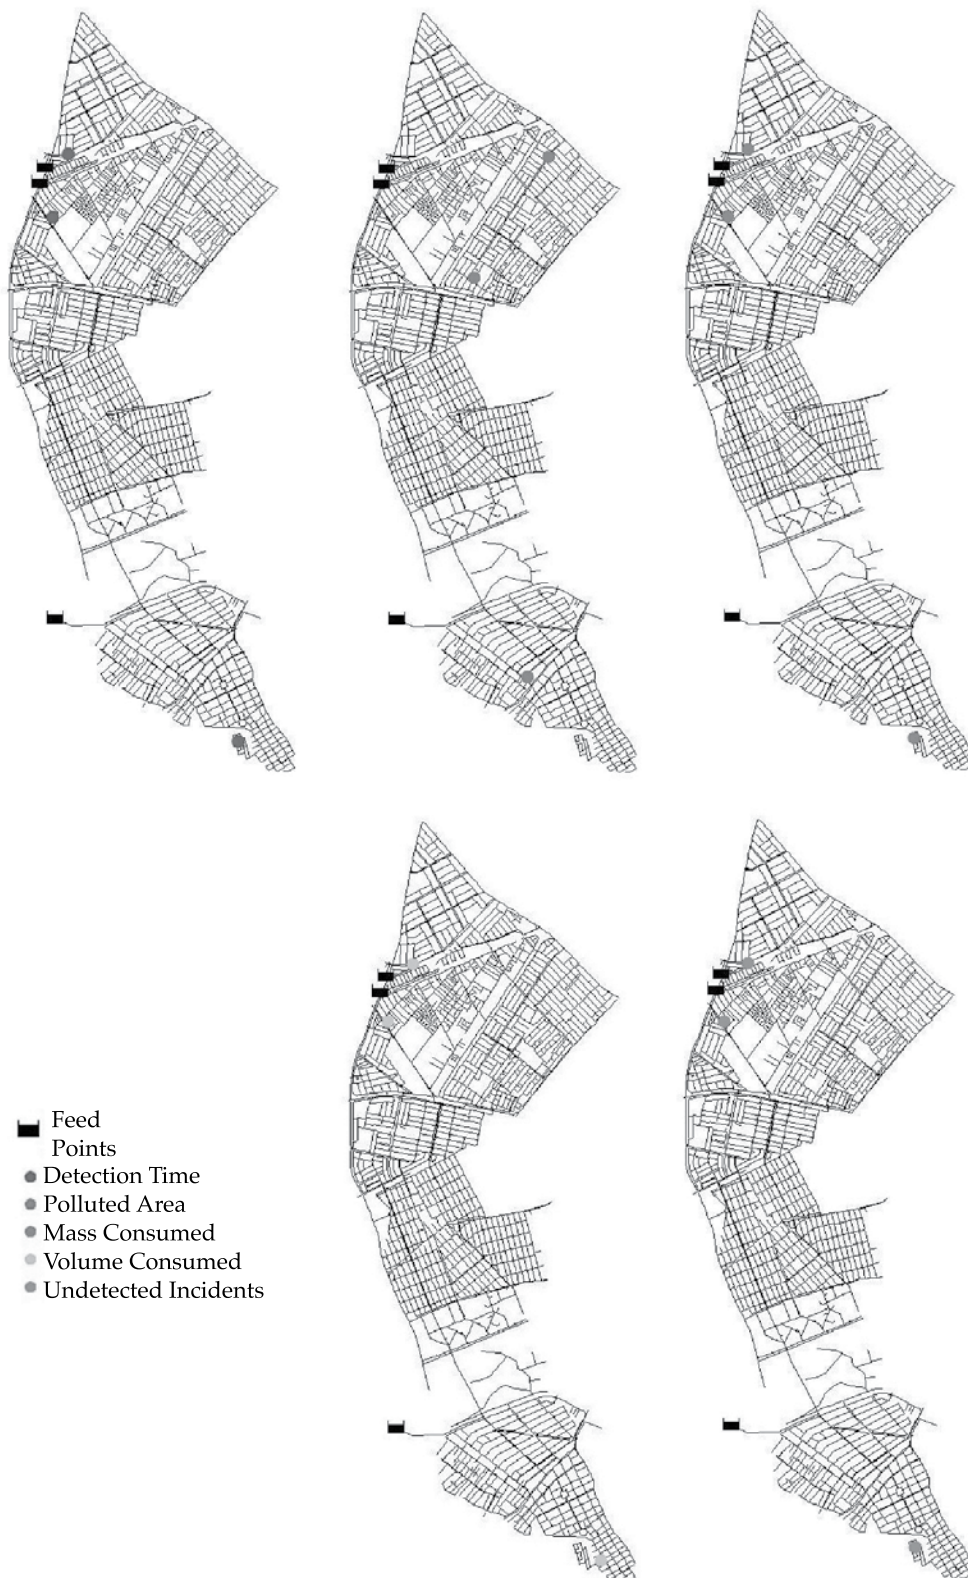 Feed
Points
Detection Time
Polluted Area
Mass Consumed
Volume Consumed
Undetected Incidents